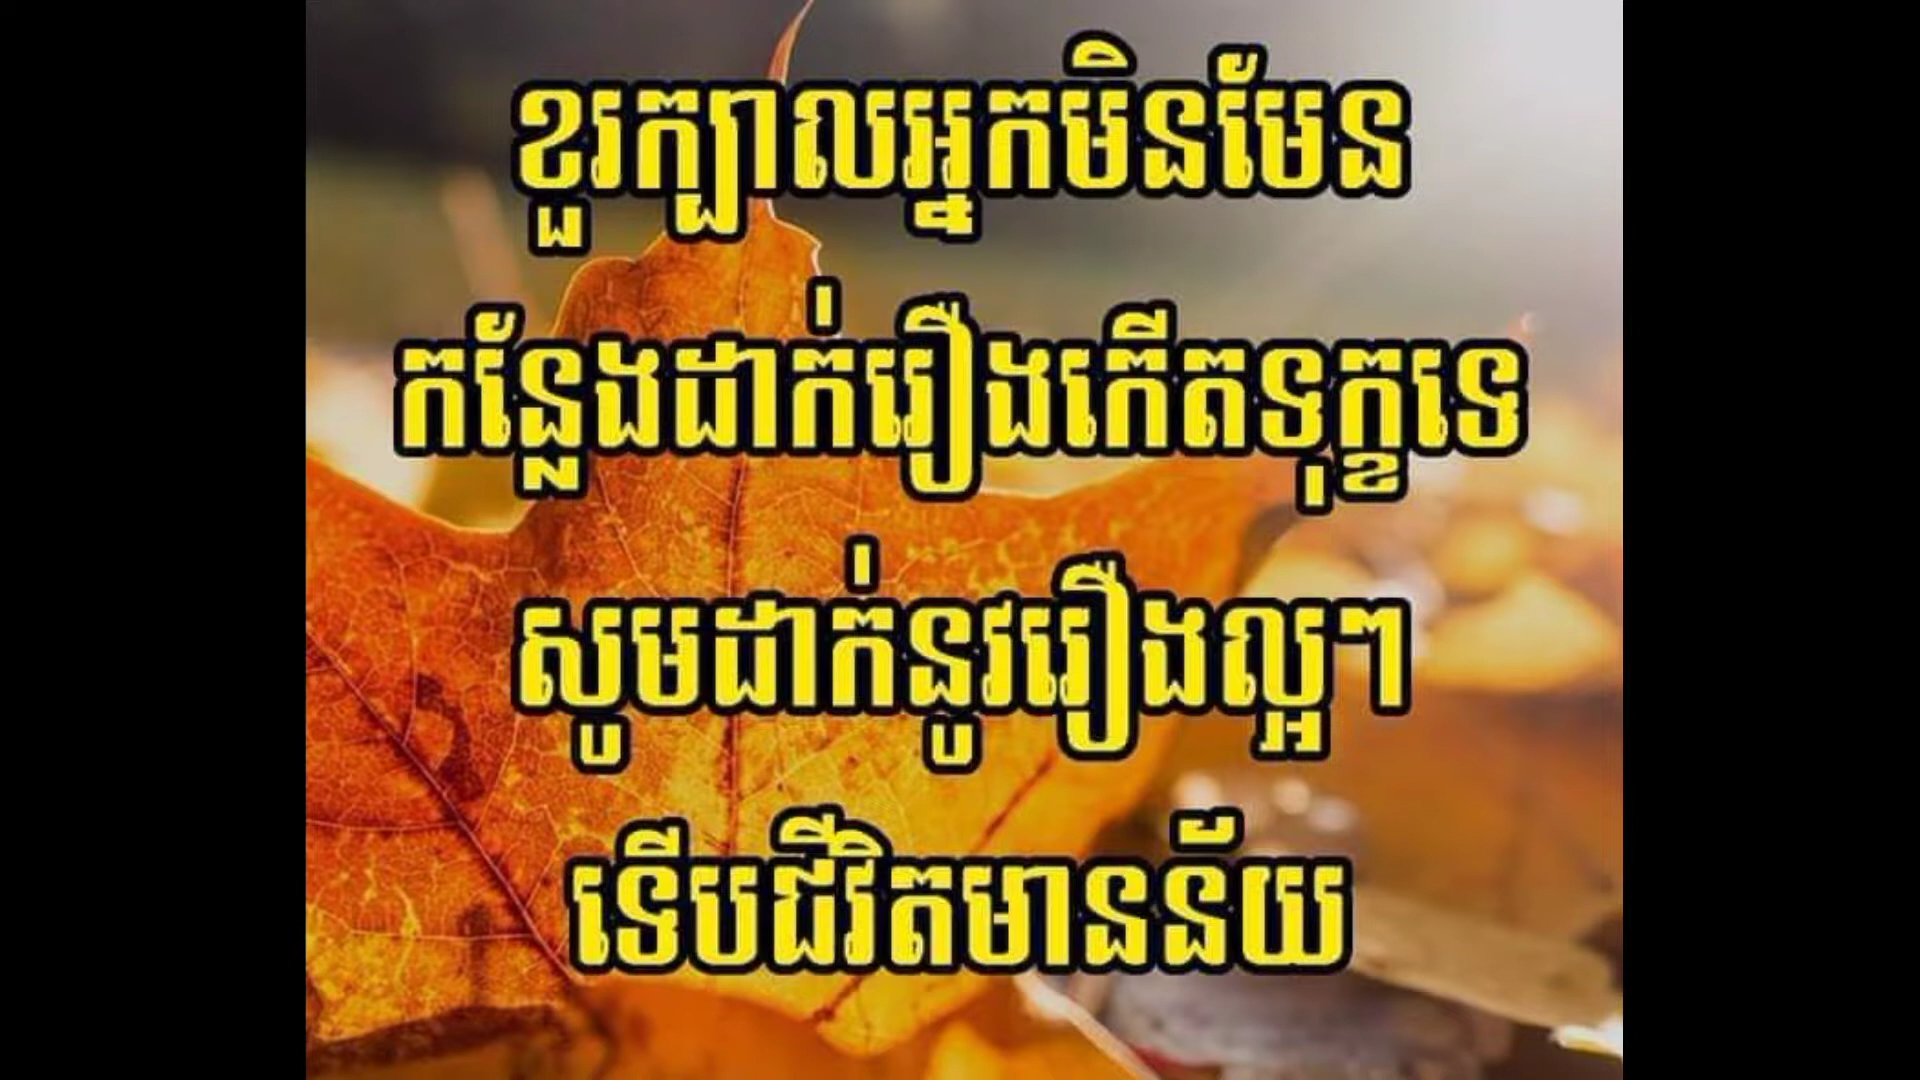 ខួរក្បាលអ្នកមិនមែន
កន្លែងដាក់រឿងកើតទុក្ខទេ
សូមដាក់នូវរឿងល្អៗ
ទើបជីវិតមានន័យ